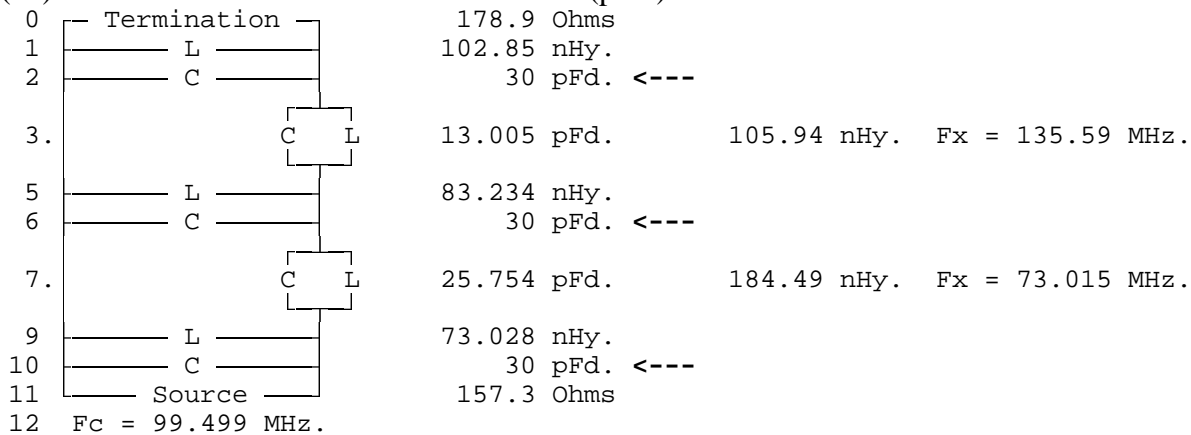 0 Termination 178.9 Ohms
1 L 102.85 nHy.
2 C 30 pFd. <---
3. C L 13.005 pFd. 105.94 nHy. Fx = 135.59 MHz.
5 L 83.234 nHy.
6 C 30 pFd. <---
7. C L 25.754 pFd. 184.49 nHy. Fx = 73.015 MHz.
9 L 73.028 nHy.
10 C 30 pFd. <---
11 Source 157.3 Ohms
12 Fc = 99.499 MHz.